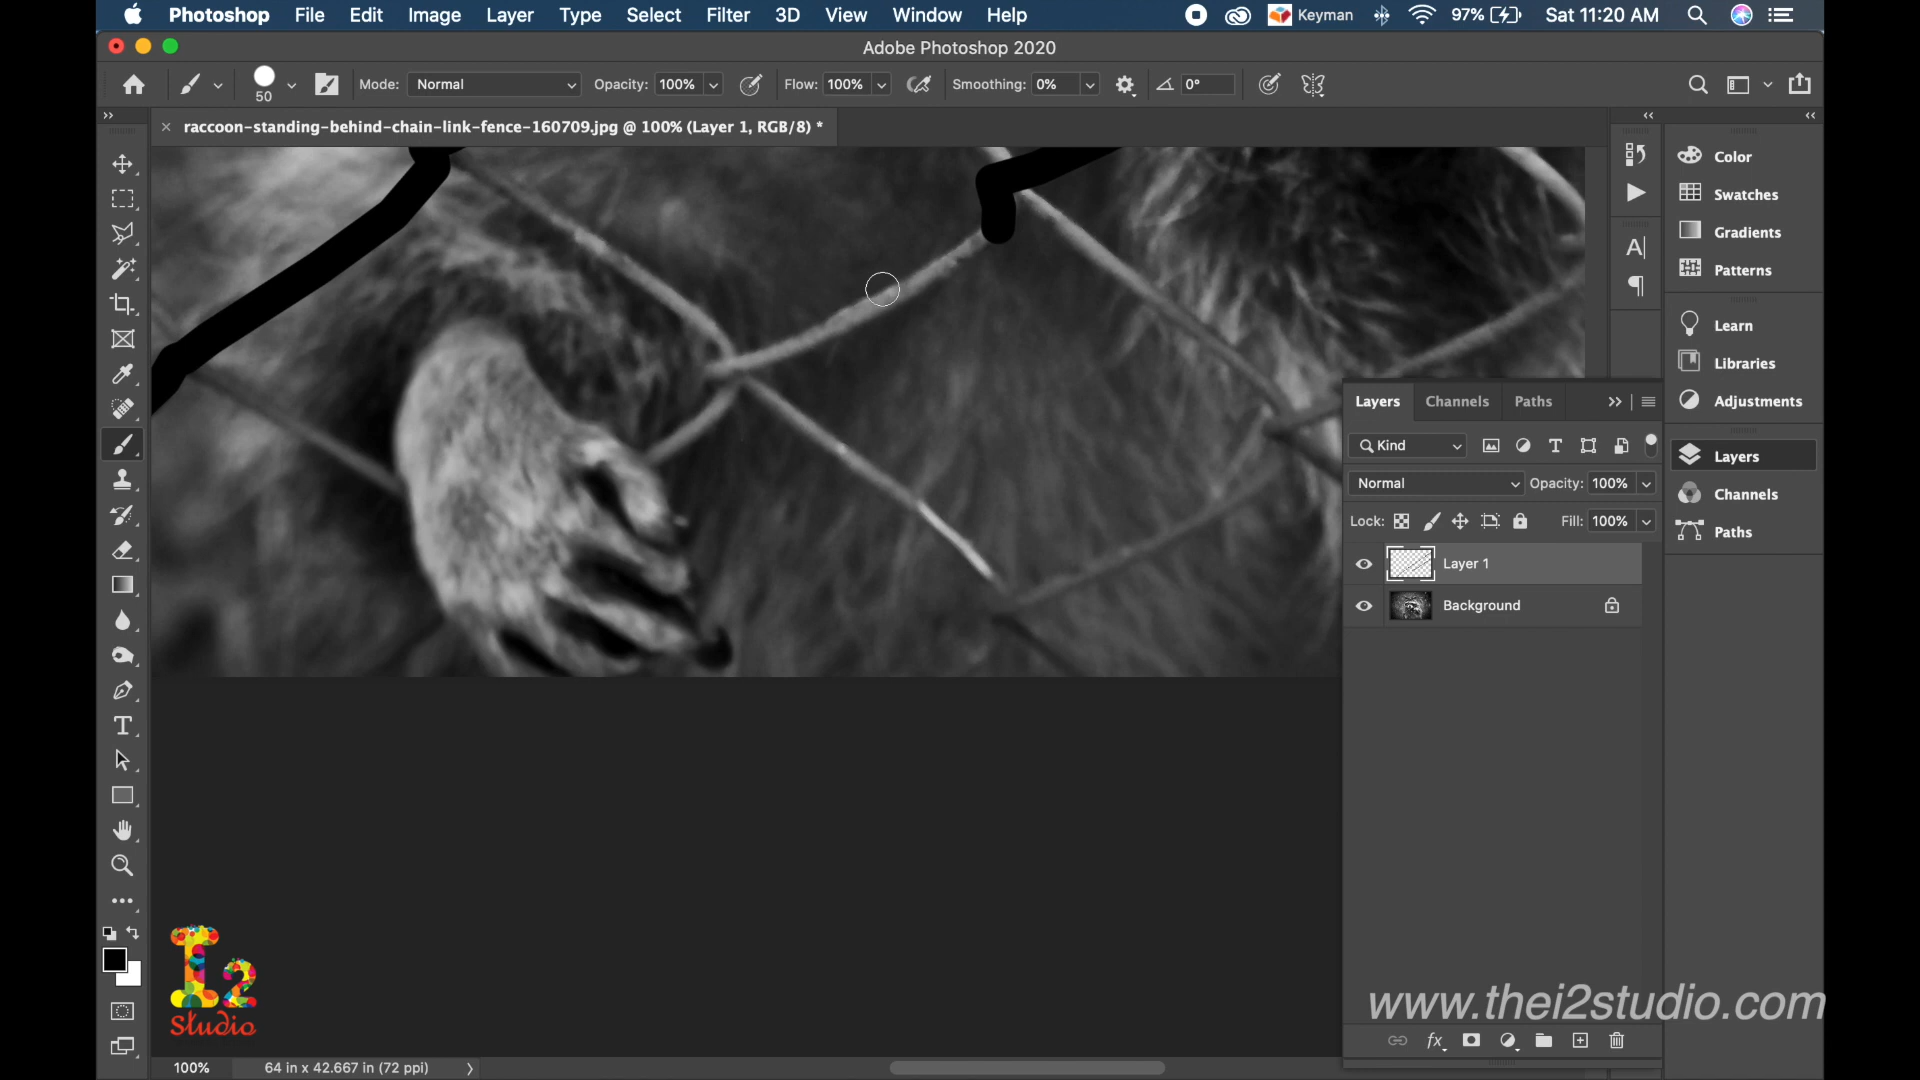 Photoshop File Edit Image Layer Type Select Filter 3D View Window Help Keyman 97% Sat 11:20 AM
Adobe Photoshop 2020
50 Mode: Normal Opacity: 100% Flow: 100% Smoothing: 0% 0°
raccoon-standing-behind-chain-link-fence-160709.jpg @ 100% (Layer 1, RGB/8) *
Color
Swatches
Gradients
Patterns
Learn
Libraries
Adjustments
Layers
Channels
Paths
Layers Channels Paths
Kind
Normal Opacity: 100%
Lock: Fill: 100%
Layer 1
Background
I2
Studio
www.thei2studio.com
fx
100% 64 in x 42.667 in (72 ppi)